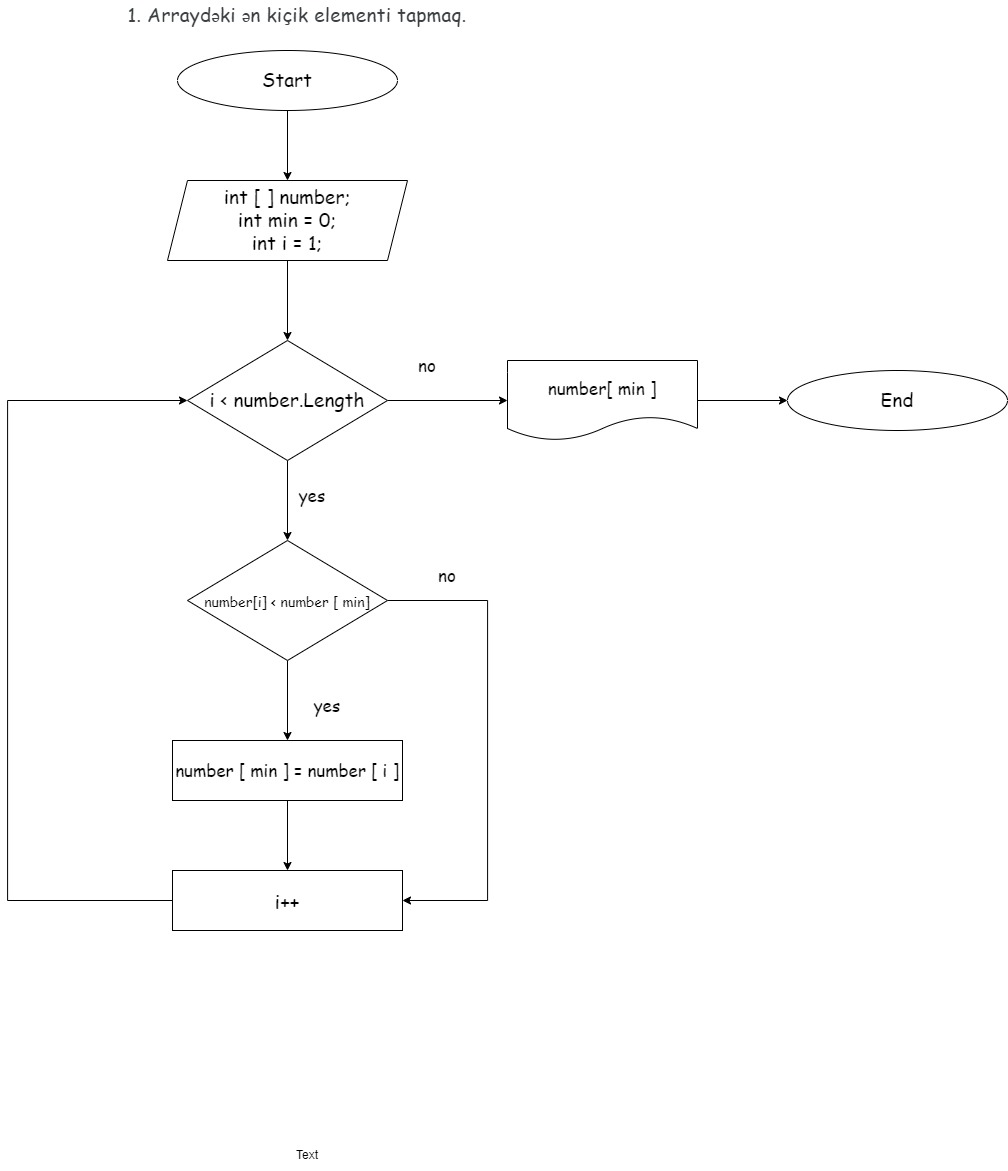 1. Arraydəki ən kiçik elementi tapmaq.
Start
int [ ] number;
int min = 0;
int i = 1;
i < number.Length
no
number[ min ]
End
yes
number[i] < number [ min]
no
yes
number [ min ] = number [ i ]
i++
Text